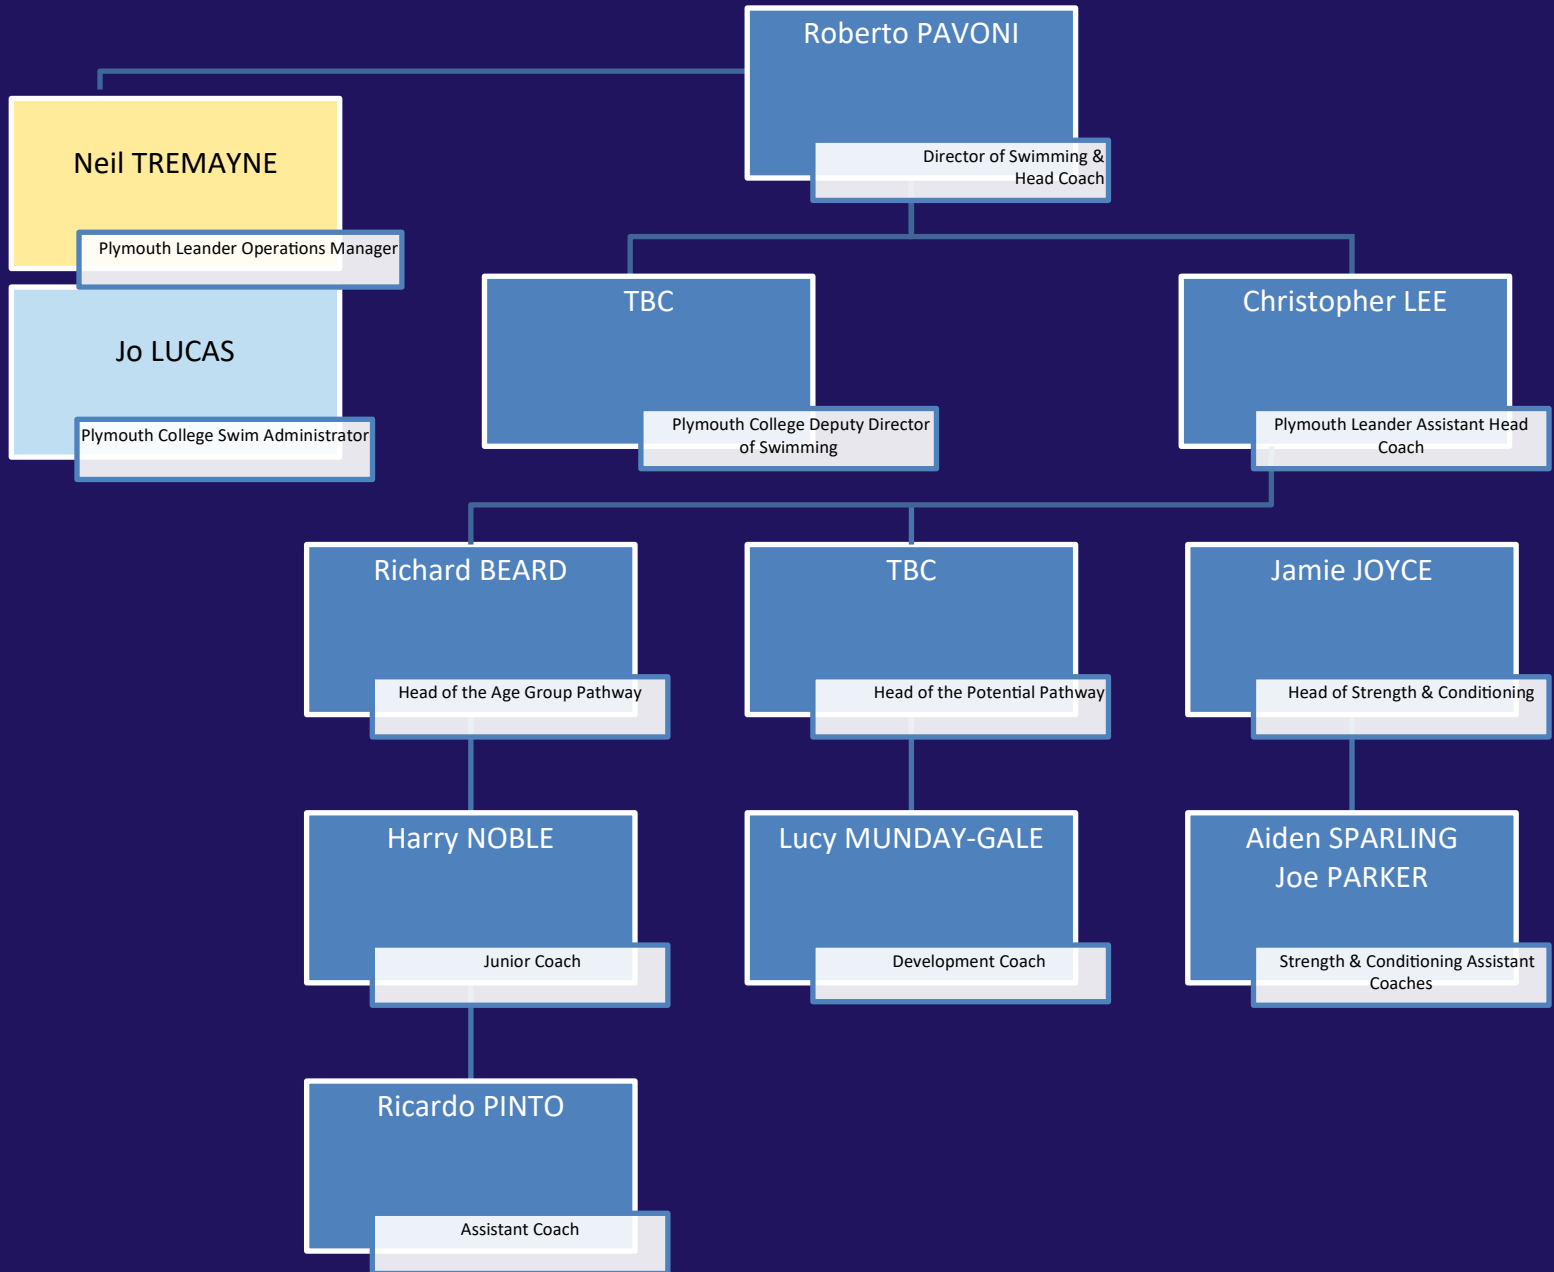 Roberto PAVONI
Director of Swimming &
Head Coach
Neil TREMAYNE
Plymouth Leander Operations Manager
Jo LUCAS
Plymouth College Swim Administrator
TBC
Plymouth College Deputy Director
of Swimming
Christopher LEE
Plymouth Leander Assistant Head
Coach
Richard BEARD
Head of the Age Group Pathway
TBC
Head of the Potential Pathway
Jamie JOYCE
Head of Strength & Conditioning
Harry NOBLE
Junior Coach
Lucy MUNDAY-GALE
Development Coach
Aiden SPARLING
Joe PARKER
Strength & Conditioning Assistant
Coaches
Ricardo PINTO
Assistant Coach